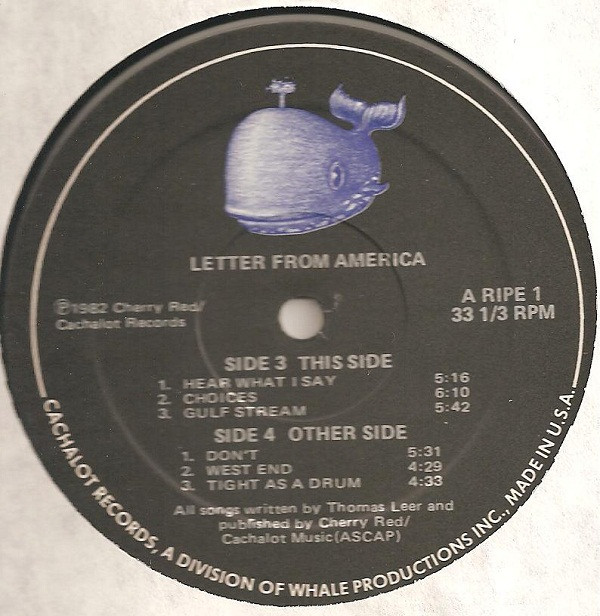 LETTER FROM AMERICA
℗1982 Cherry Red/
Cachalot Records
A RIPE 1
33 1/3 RPM
SIDE 3 THIS SIDE
1. HEAR WHAT I SAY 5:16
2. CHOICES 6:10
3. GULF STREAM 5:42
SIDE 4 OTHER SIDE
1. DON'T 5:31
2. WEST END 4:29
3. TIGHT AS A DRUM 4:33
All songs written by Thomas Leer and
published by Cherry Red/
Cachalot Music(ASCAP)
CACHALOT RECORDS, A DIVISION OF WHALE PRODUCTIONS INC., MADE IN U.S.A.